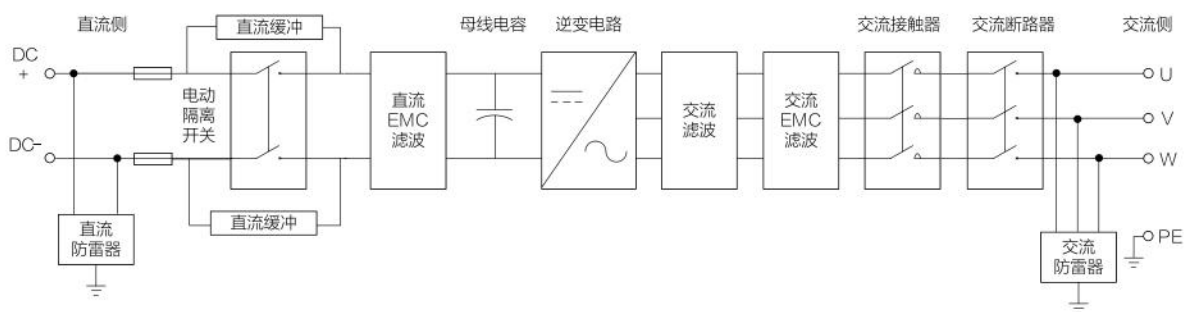 直流侧
直流缓冲
母线电容
逆变电路
交流接触器
交流断路器
交流侧
DC
+
电动
隔离
开关
直流
EMC
滤波
交流
滤波
交流
EMC
滤波
U
V
DC-
W
直流缓冲
直流
防雷器
交流
防雷器
PE